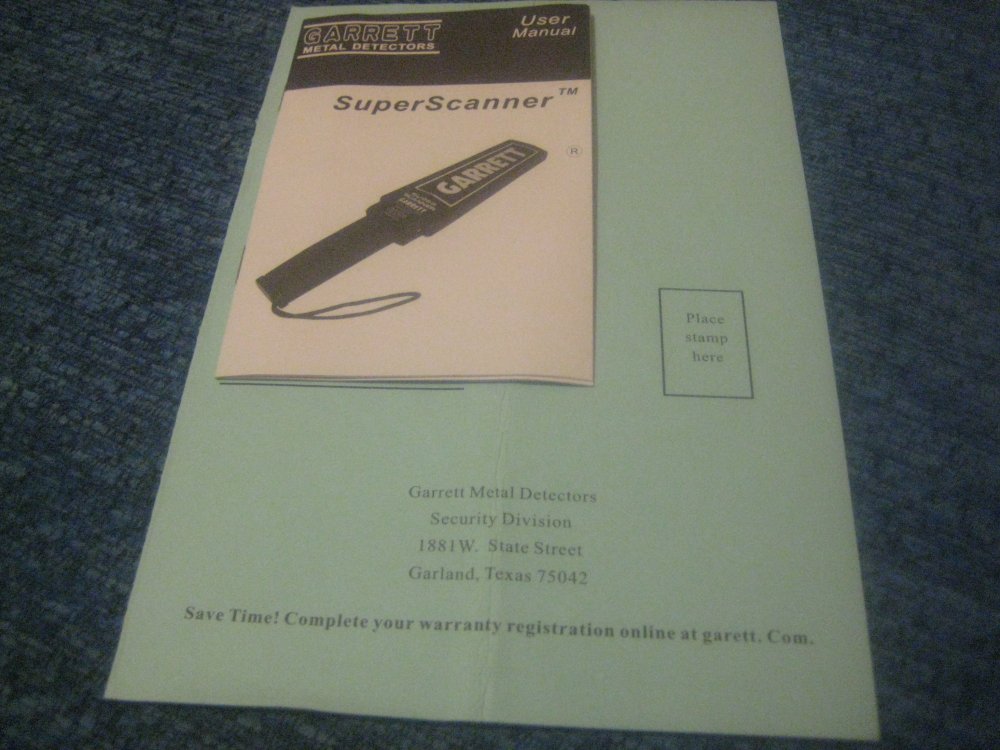 GARRETT
METAL DETECTORS
User
Manual
SuperScanner™
®
GARRETT
Place
stamp
here
Garrett Metal Detectors
Security Division
1881W. State Street
Garland, Texas 75042
Save Time! Complete your warranty registration online at garett. Com.